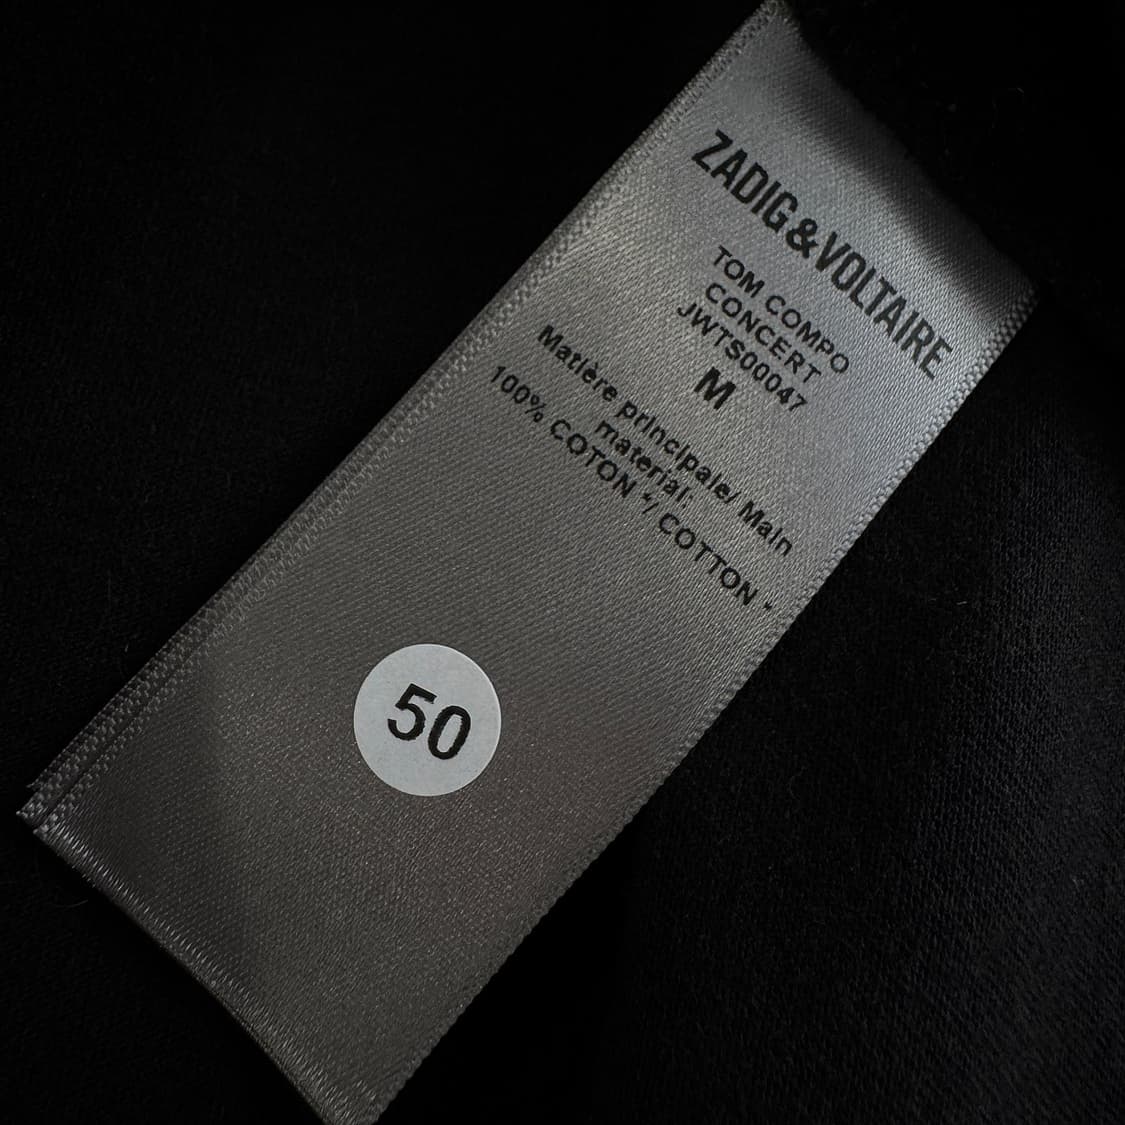 ZADIG&VOLTAIRE
TOM COMPO
CONCERT
JWTS00047
M
Matière principale/ Main
material:
100% COTON */ COTTON *
50